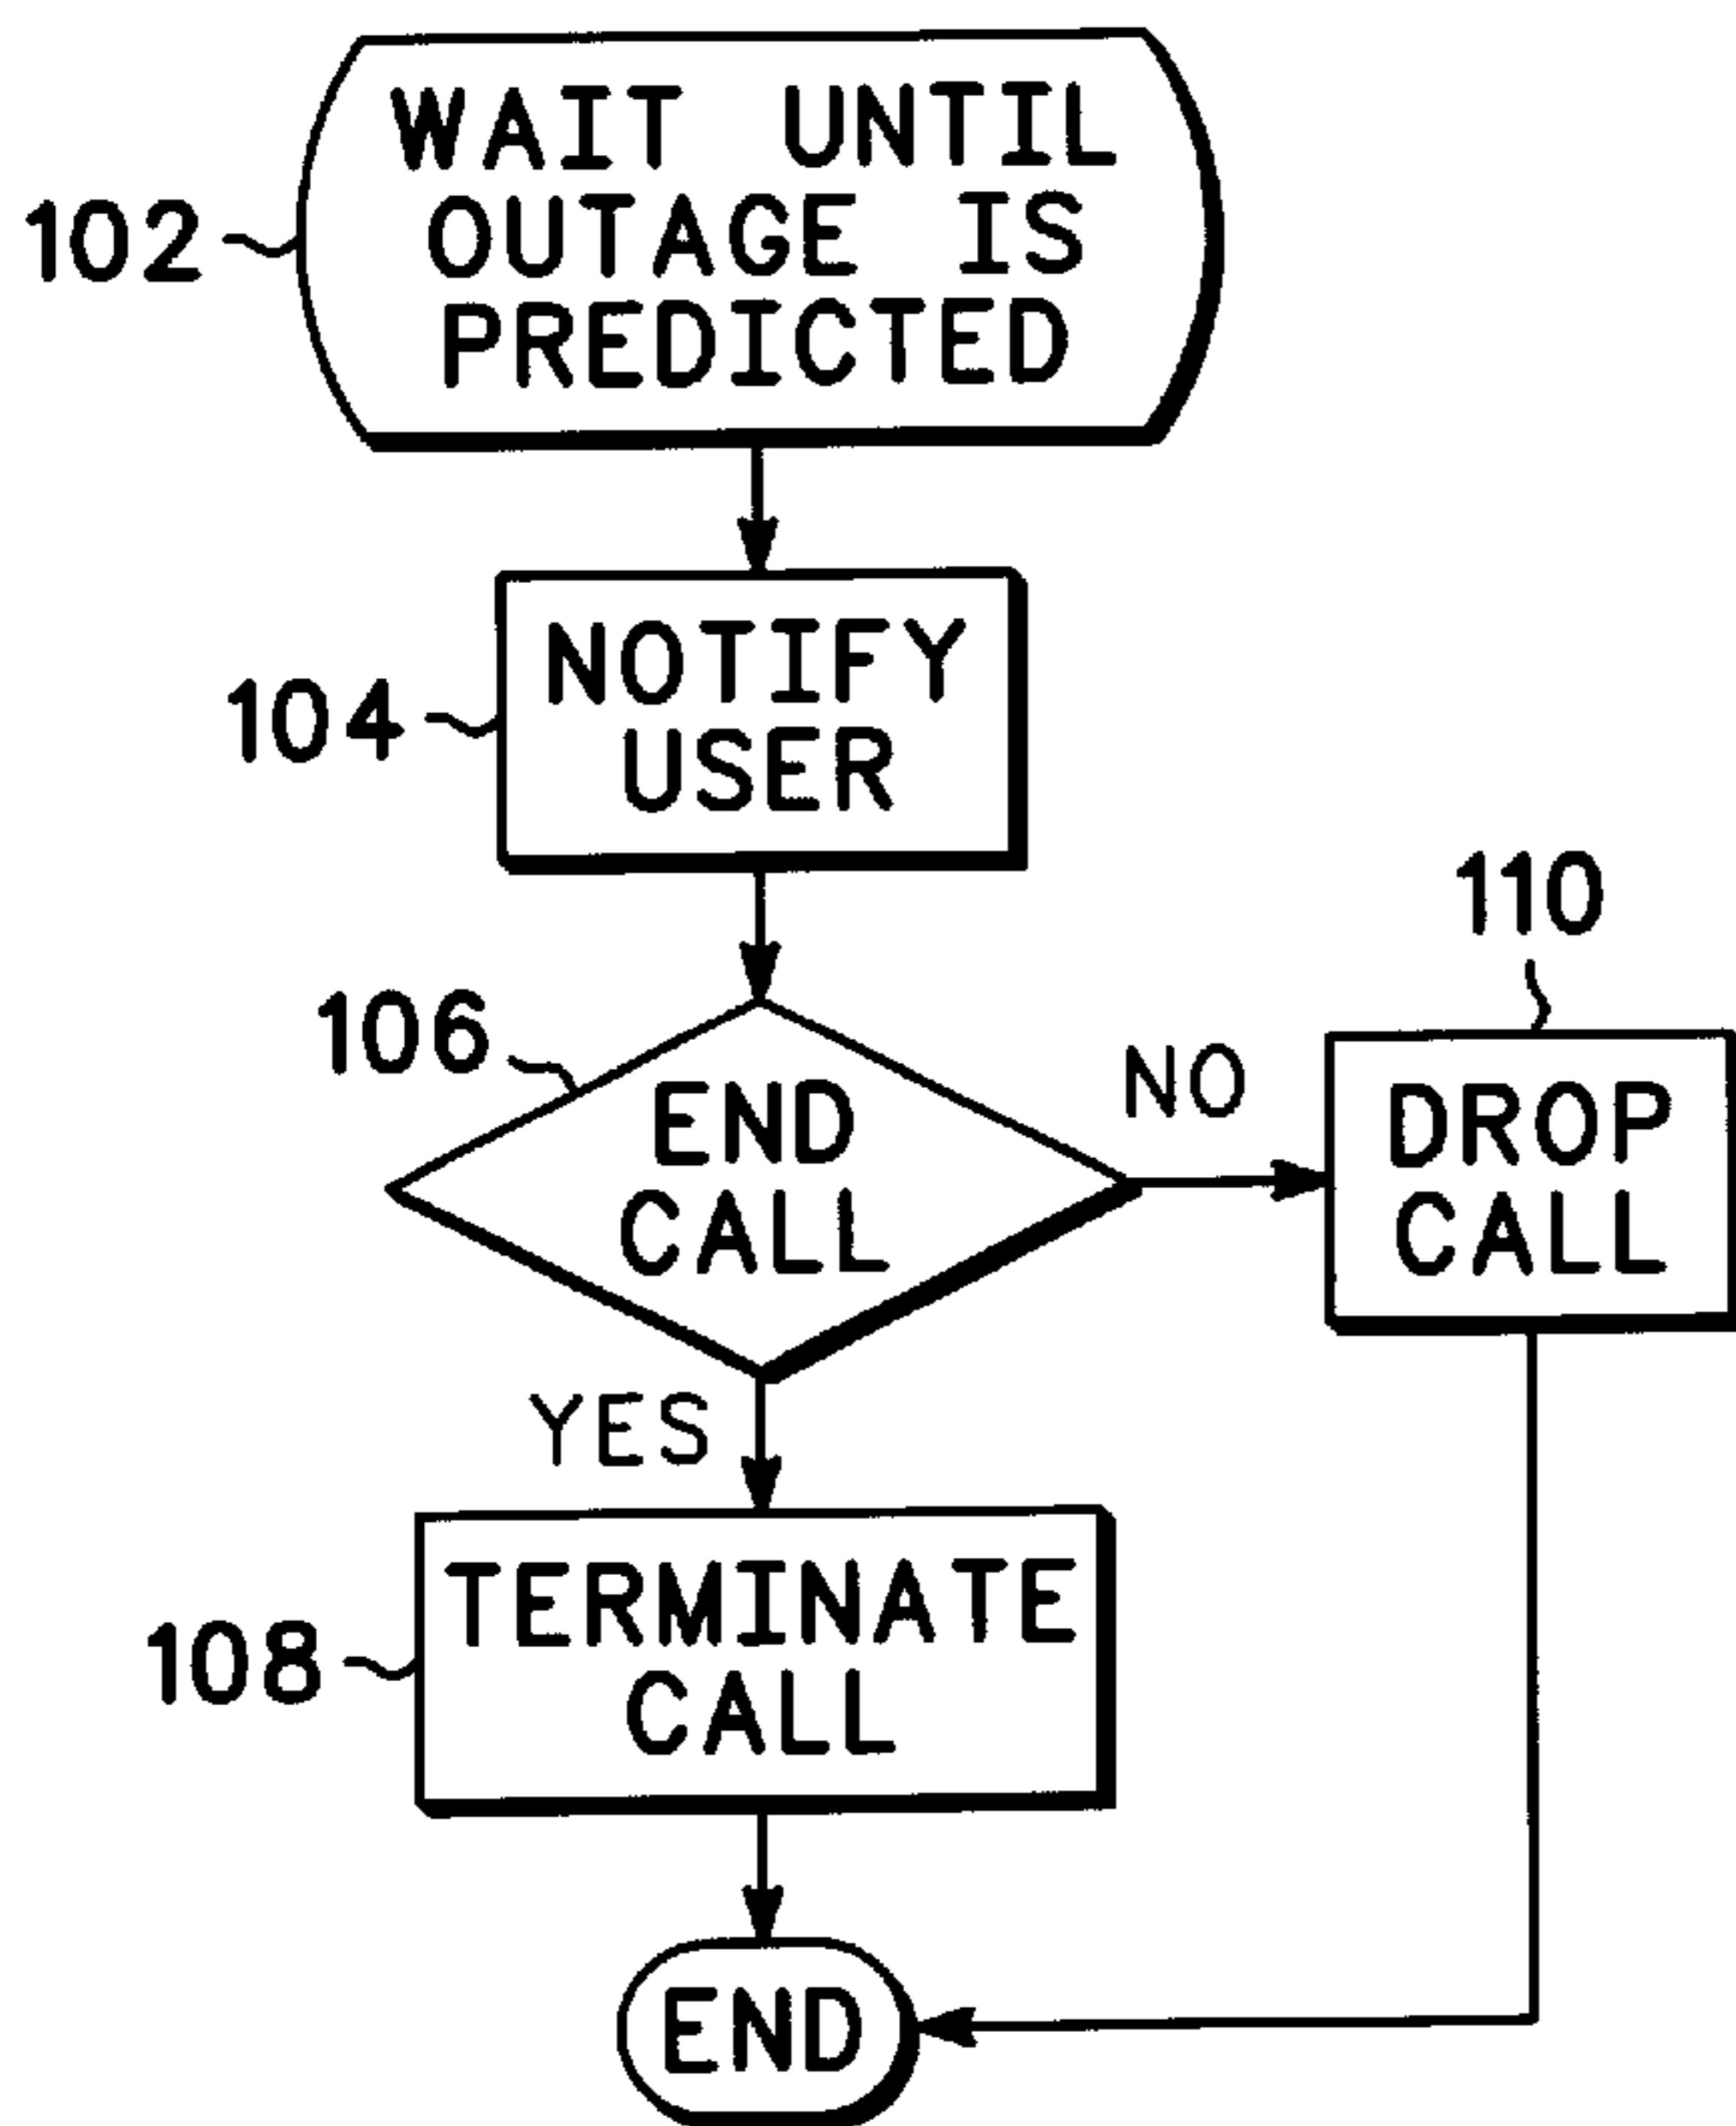 WAIT UNTIL
OUTAGE IS
PREDICTED
102
NOTIFY
USER
104
110
106
END
CALL
NO
DROP
CALL
YES
TERMINATE
CALL
108
END